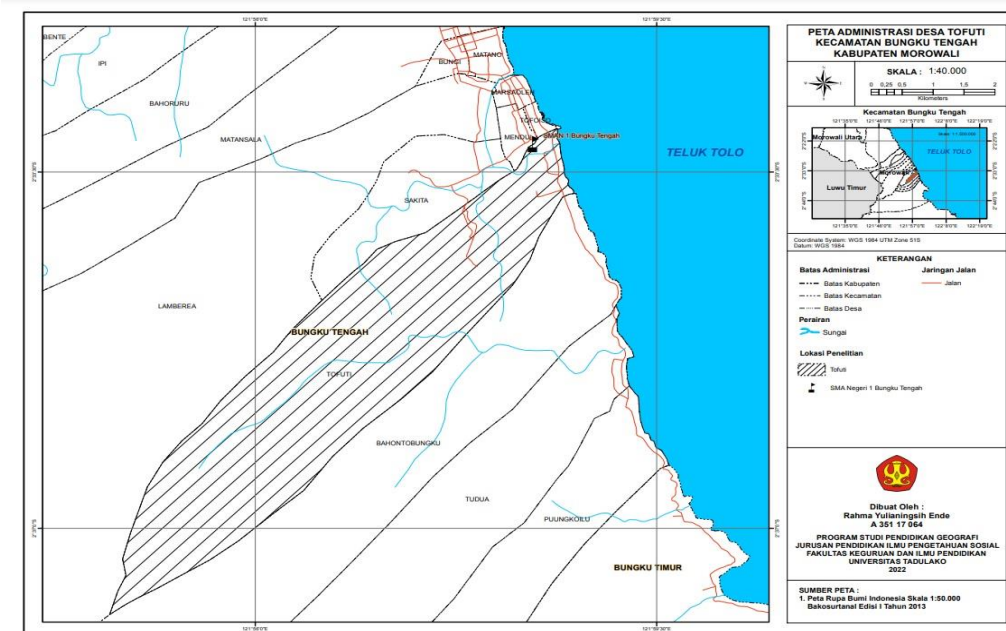 BENTE
IPI
BAHORURU
MATANSALA
LAMBEREA
BUNGI
MATANO
MARSAOLEH
TOFOISO
MENDUI
SMAN 1 Bungku Tengah
SAKITA
TELUK TOLO
BUNGKU TENGAH
TOFUTI
BAHONTOBUNGKU
TUDUA
PUUNGKOILU
BUNGKU TIMUR
PETA ADMINISTRASI DESA TOFUTI
KECAMATAN BUNGKU TENGAH
KABUPATEN MOROWALI
SKALA : 1:40.000
0 0,25 0,5 1 1,5 2
Kilometers
Kecamatan Bungku Tengah
Morowali Utara
TELUK TOLO
Morowali
Luwu Timur
Coordinate System: WGS 1984 UTM Zone 51S
Datum: WGS 1984
KETERANGAN
Batas Administrasi
Batas Kabupaten
Batas Kecamatan
Batas Desa
Jaringan Jalan
Jalan
Perairan
Sungai
Lokasi Penelitian
Tofuti
SMA Negeri 1 Bungku Tengah
Dibuat Oleh :
Rahma Yulianingsih Ende
A 351 17 064
PROGRAM STUDI PENDIDIKAN GEOGRAFI
JURUSAN PENDIDIKAN ILMU PENGETAHUAN SOSIAL
FAKULTAS KEGURUAN DAN ILMU PENDIDIKAN
UNIVERSITAS TADULAKO
2022
SUMBER PETA :
1. Peta Rupa Bumi Indonesia Skala 1:50.000
Bakosurtanal Edisi I Tahun 2013